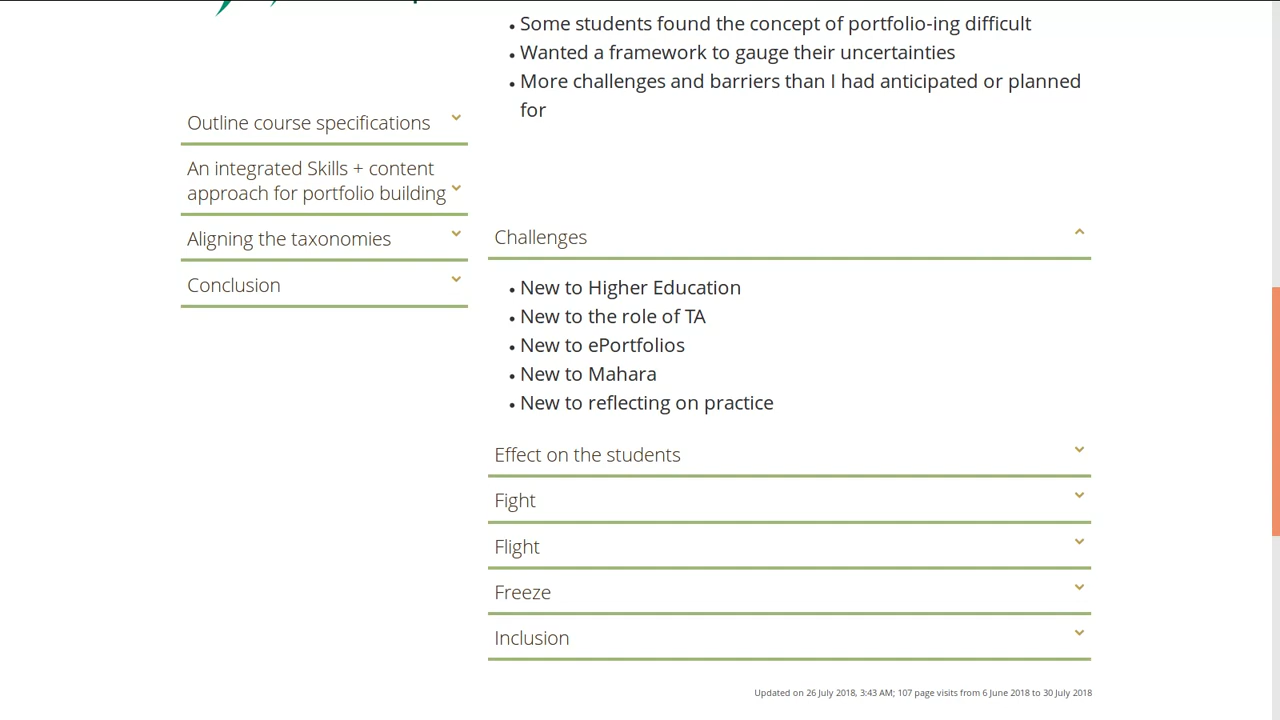 • Some students found the concept of portfolio-ing difficult
• Wanted a framework to gauge their uncertainties
• More challenges and barriers than I had anticipated or planned
for
Outline course specifications
An integrated Skills + content
approach for portfolio building
Aligning the taxonomies
Conclusion
Challenges
• New to Higher Education
• New to the role of TA
• New to ePortfolios
• New to Mahara
• New to reflecting on practice
Effect on the students
Fight
Flight
Freeze
Inclusion
Updated on 26 July 2018, 3:43 AM; 107 page visits from 6 June 2018 to 30 July 2018